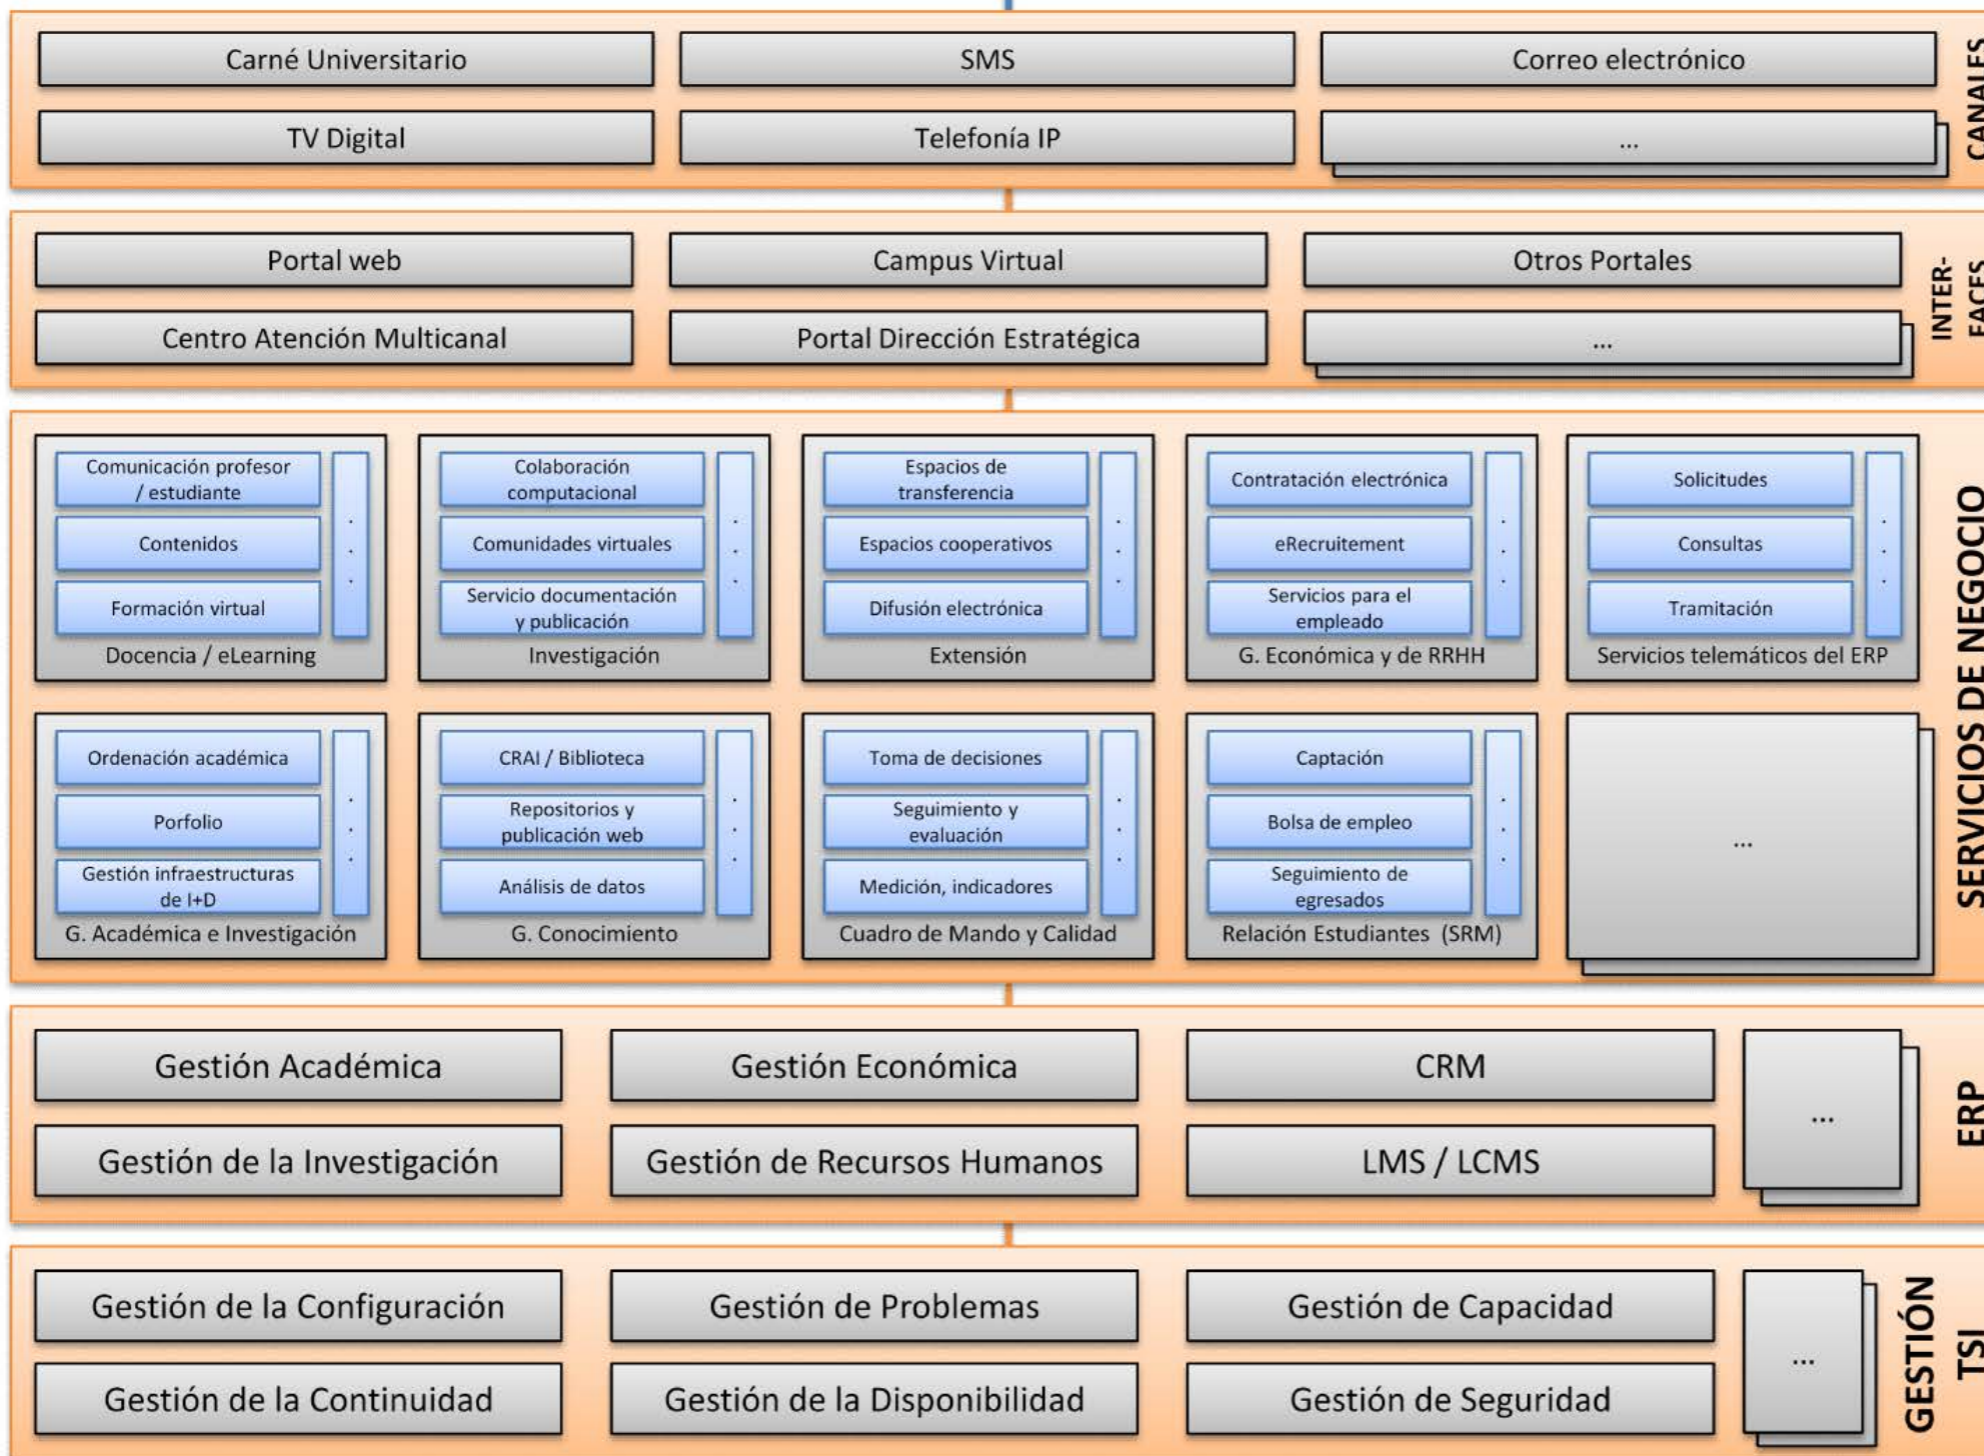 Carné Universitario
SMS
Correo electrónico
TV Digital
Telefonía IP
...
CANALES
Portal web
Campus Virtual
Otros Portales
Centro Atención Multicanal
Portal Dirección Estratégica
...
INTER-
FACES
Comunicación profesor
/ estudiante
Contenidos
Formación virtual
. . .
Docencia / eLearning
Colaboración
computacional
Comunidades virtuales
Servicio documentación
y publicación
. . .
Investigación
Espacios de
transferencia
Espacios cooperativos
Difusión electrónica
. . .
Extensión
Contratación electrónica
eRecruitement
Servicios para el
empleado
. . .
G. Económica y de RRHH
Solicitudes
Consultas
Tramitación
. . .
Servicios telemáticos del ERP
Ordenación académica
Porfolio
Gestión infraestructuras
de I+D
. . .
G. Académica e Investigación
CRAI / Biblioteca
Repositorios y
publicación web
Análisis de datos
. . .
G. Conocimiento
Toma de decisiones
Seguimiento y
evaluación
Medición, indicadores
. . .
Cuadro de Mando y Calidad
Captación
Bolsa de empleo
Seguimiento de
egresados
. . .
Relación Estudiantes (SRM)
...
SERVICIOS DE NEGOCIO
Gestión Académica
Gestión Económica
CRM
Gestión de la Investigación
Gestión de Recursos Humanos
LMS / LCMS
...
ERP
Gestión de la Configuración
Gestión de Problemas
Gestión de Capacidad
Gestión de la Continuidad
Gestión de la Disponibilidad
Gestión de Seguridad
...
GESTIÓN
TSI